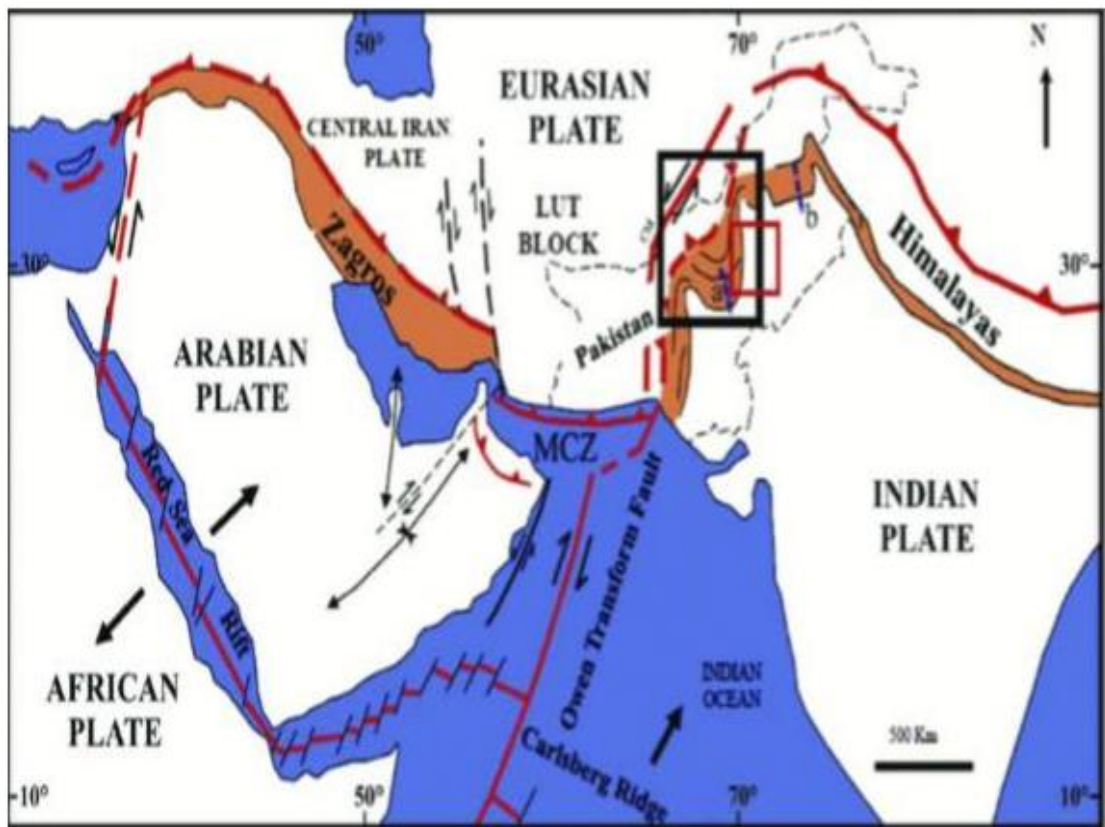 50°
70°
N
EURASIAN
PLATE
CENTRAL IRAN
PLATE
LUT
BLOCK
b
30°
Zagros
a
30°
Himalayas
Pakistan
ARABIAN
PLATE
MCZ
Red Sea
Rift
INDIAN
PLATE
Owen Transform Fault
AFRICAN
PLATE
INDIAN
OCEAN
Carlsberg Ridge
500 Km
10°
50°
70°
10°